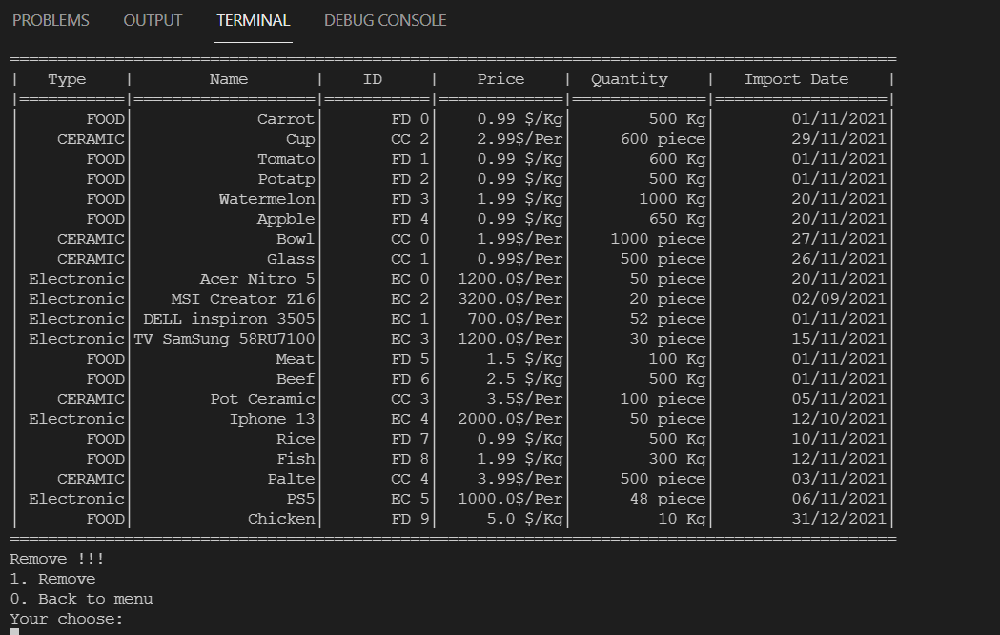 PROBLEMS OUTPUT TERMINAL DEBUG CONSOLE
=============================================================================================
| Type | Name | ID | Price | Quantity | Import Date |
|===========|===================|===========|=============|==============|==================|
| FOOD| Carrot| FD 0| 0.99 $/Kg| 500 Kg| 01/11/2021|
| CERAMIC| Cup| CC 2| 2.99$/Per| 600 piece| 29/11/2021|
| FOOD| Tomato| FD 1| 0.99 $/Kg| 600 Kg| 01/11/2021|
| FOOD| Potatp| FD 2| 0.99 $/Kg| 500 Kg| 01/11/2021|
| FOOD| Watermelon| FD 3| 1.99 $/Kg| 1000 Kg| 20/11/2021|
| FOOD| Appble| FD 4| 0.99 $/Kg| 650 Kg| 20/11/2021|
| CERAMIC| Bowl| CC 0| 1.99$/Per| 1000 piece| 27/11/2021|
| CERAMIC| Glass| CC 1| 0.99$/Per| 500 piece| 26/11/2021|
| Electronic| Acer Nitro 5| EC 0| 1200.0$/Per| 50 piece| 20/11/2021|
| Electronic| MSI Creator Z16| EC 2| 3200.0$/Per| 20 piece| 02/09/2021|
| Electronic| DELL inspiron 3505| EC 1| 700.0$/Per| 52 piece| 01/11/2021|
| Electronic|TV SamSung 58RU7100| EC 3| 1200.0$/Per| 30 piece| 15/11/2021|
| FOOD| Meat| FD 5| 1.5 $/Kg| 100 Kg| 01/11/2021|
| FOOD| Beef| FD 6| 2.5 $/Kg| 500 Kg| 01/11/2021|
| CERAMIC| Pot Ceramic| CC 3| 3.5$/Per| 100 piece| 05/11/2021|
| Electronic| Iphone 13| EC 4| 2000.0$/Per| 50 piece| 12/10/2021|
| FOOD| Rice| FD 7| 0.99 $/Kg| 500 Kg| 10/11/2021|
| FOOD| Fish| FD 8| 1.99 $/Kg| 300 Kg| 12/11/2021|
| CERAMIC| Palte| CC 4| 3.99$/Per| 500 piece| 03/11/2021|
| Electronic| PS5| EC 5| 1000.0$/Per| 48 piece| 06/11/2021|
| FOOD| Chicken| FD 9| 5.0 $/Kg| 10 Kg| 31/12/2021|
=============================================================================================
Remove !!!
1. Remove
0. Back to menu
Your choose: